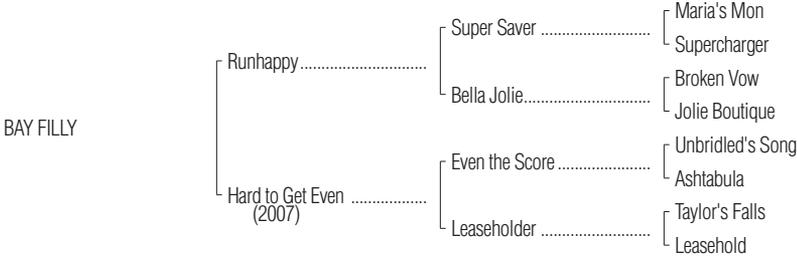 Maria's Mon
Super Saver ..........................
Supercharger
Runhappy..............................
Broken Vow
Bella Jolie..............................
Jolie Boutique
BAY FILLY
Unbridled's Song
Even the Score ......................
Ashtabula
Hard to Get Even ..................
(2007)
Taylor's Falls
Leaseholder ..........................
Leasehold